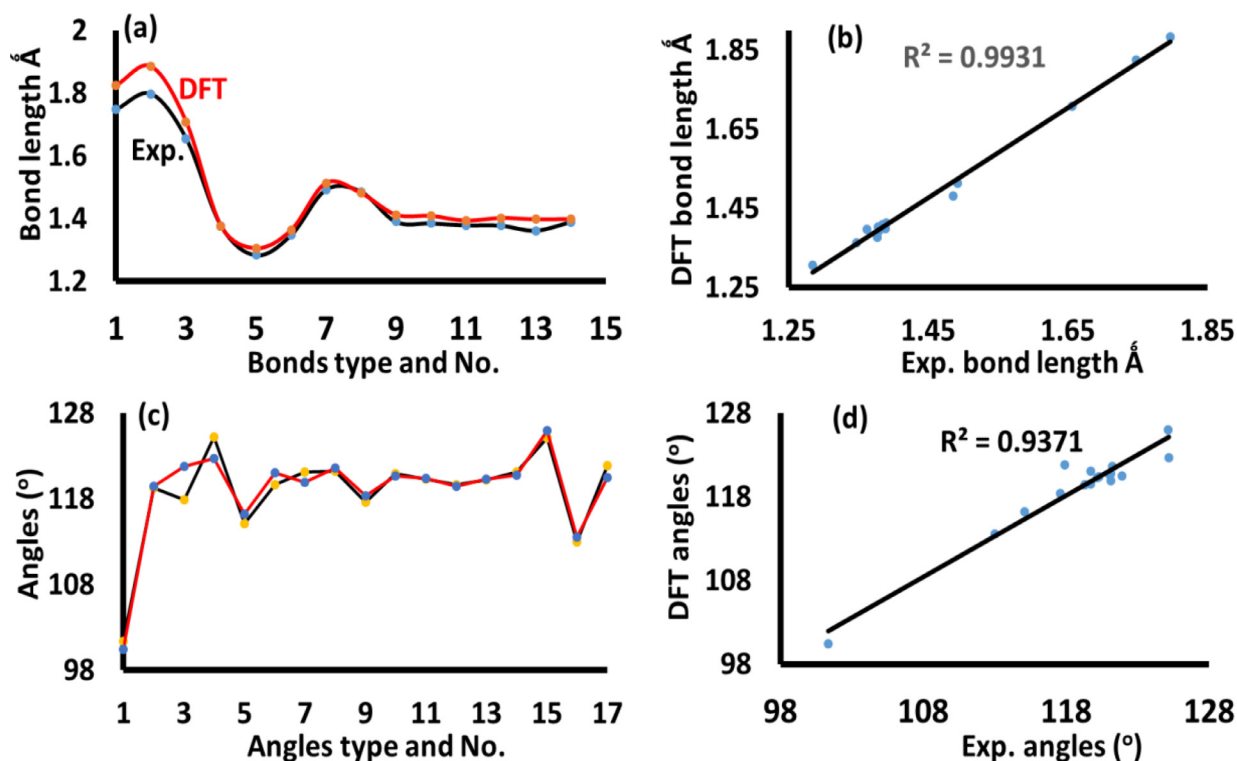 (a)
Bond length Ǻ
2
1.8
1.6
1.4
1.2
DFT
Exp.
1 3 5 7 9 11 13 15
Bonds type and No.
(b)
R² = 0.9931
DFT bond length Ǻ
1.85
1.65
1.45
1.25
1.25 1.45 1.65 1.85
Exp. bond length Ǻ
(c)
Angles (°)
128
118
108
98
1 3 5 7 9 11 13 15 17
Angles type and No.
(d)
R² = 0.9371
DFT angles (°)
128
118
108
98
98 108 118 128
Exp. angles (°)